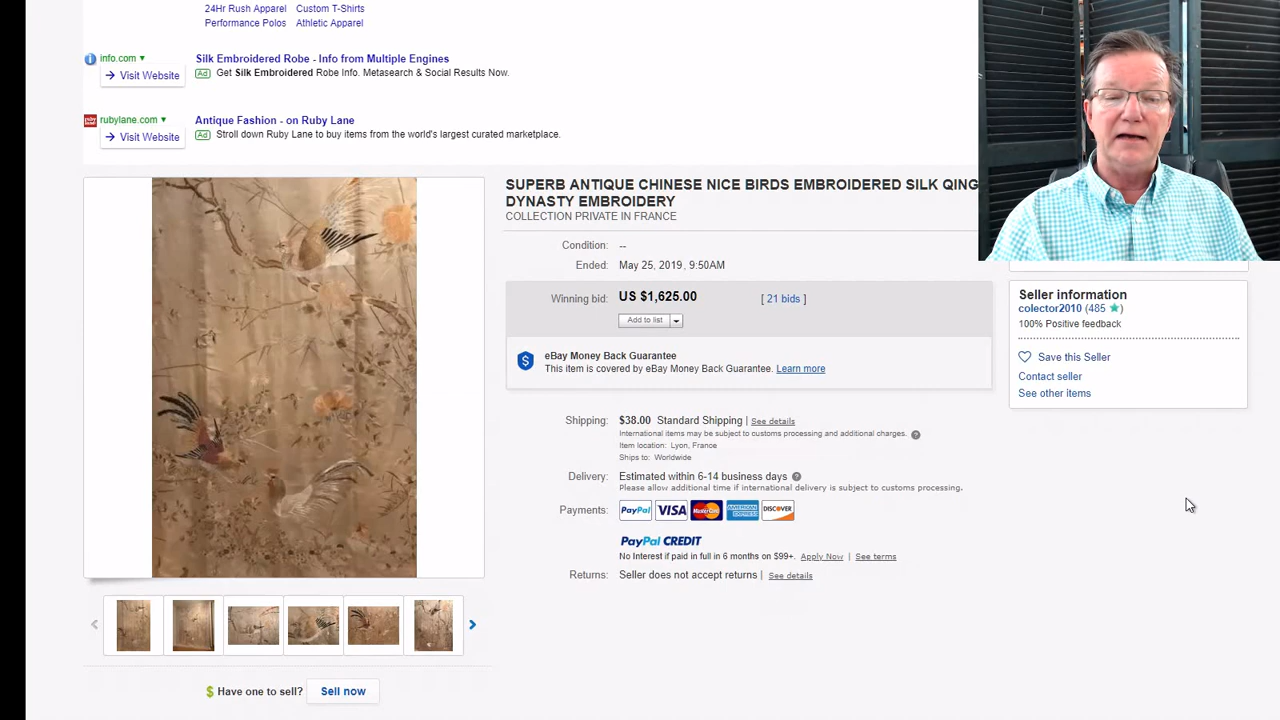 24Hr Rush Apparel Custom T-Shirts
Performance Polos Athletic Apparel
info.com
Silk Embroidered Robe - Info from Multiple Engines
Visit Website
Ad Get Silk Embroidered Robe Info. Metasearch & Social Results Now.
rubylane.com
Antique Fashion - on Ruby Lane
Visit Website
Ad Stroll down Ruby Lane to buy items from the world's largest curated marketplace.
SUPERB ANTIQUE CHINESE NICE BIRDS EMBROIDERED SILK QING
DYNASTY EMBROIDERY
COLLECTION PRIVATE IN FRANCE
Condition: --
Ended: May 25, 2019 , 9:50AM
Winning bid: US $1,625.00 [ 21 bids ]
Add to list
eBay Money Back Guarantee
This item is covered by eBay Money Back Guarantee. Learn more
Shipping: $38.00 Standard Shipping | See details
International items may be subject to customs processing and additional charges.
Item location: Lyon, France
Ships to: Worldwide
Delivery: Estimated within 6-14 business days
Please allow additional time if international delivery is subject to customs processing.
Payments: PayPal VISA MasterCard AMERICAN EXPRESS DISCOVER
PayPal CREDIT
No Interest if paid in full in 6 months on $99+. Apply Now | See terms
Returns: Seller does not accept returns | See details
Seller information
colector2010 (485 )
100% Positive feedback
Save this Seller
Contact seller
See other items
Have one to sell? Sell now